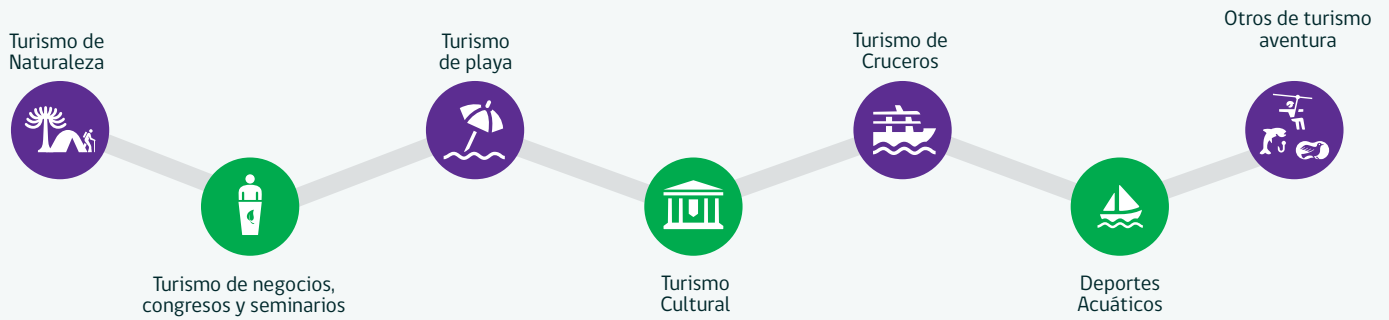 Turismo de
Naturaleza
Turismo de negocios,
congresos y seminarios
Turismo
de playa
Turismo
Cultural
Turismo de
Cruceros
Deportes
Acuáticos
Otros de turismo
aventura